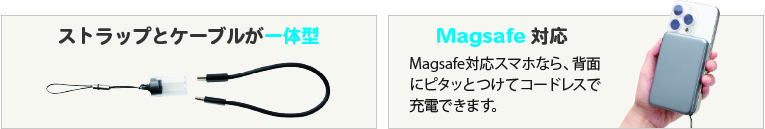 ストラップとケーブルが一体型
Magsafe 対応
Magsafe対応スマホなら、背面
にピタッとつけてコードレスで
充電できます。